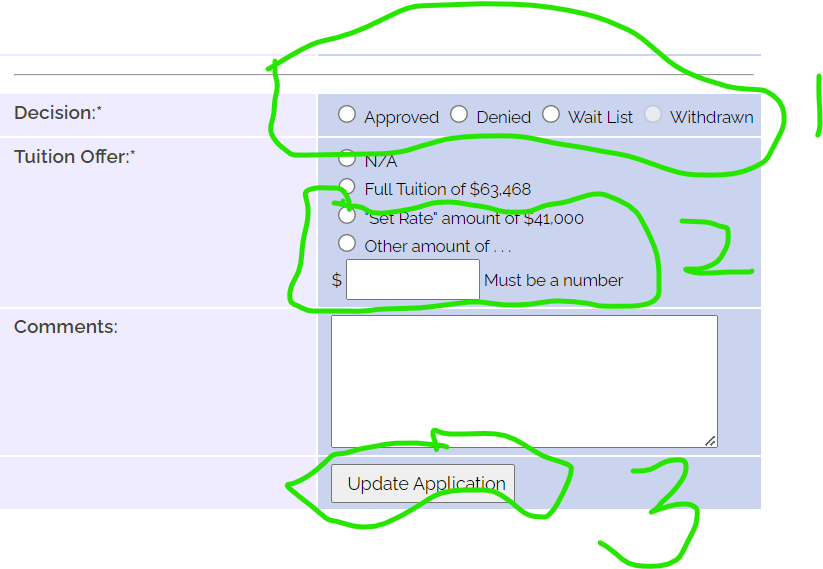 Decision:*
Approved Denied Wait List Withdrawn
1
Tuition Offer:*
N/A
Full Tuition of $63,468
"Set Rate" amount of $41,000
Other amount of . . .
$ Must be a number
2
Comments:
Update Application
3